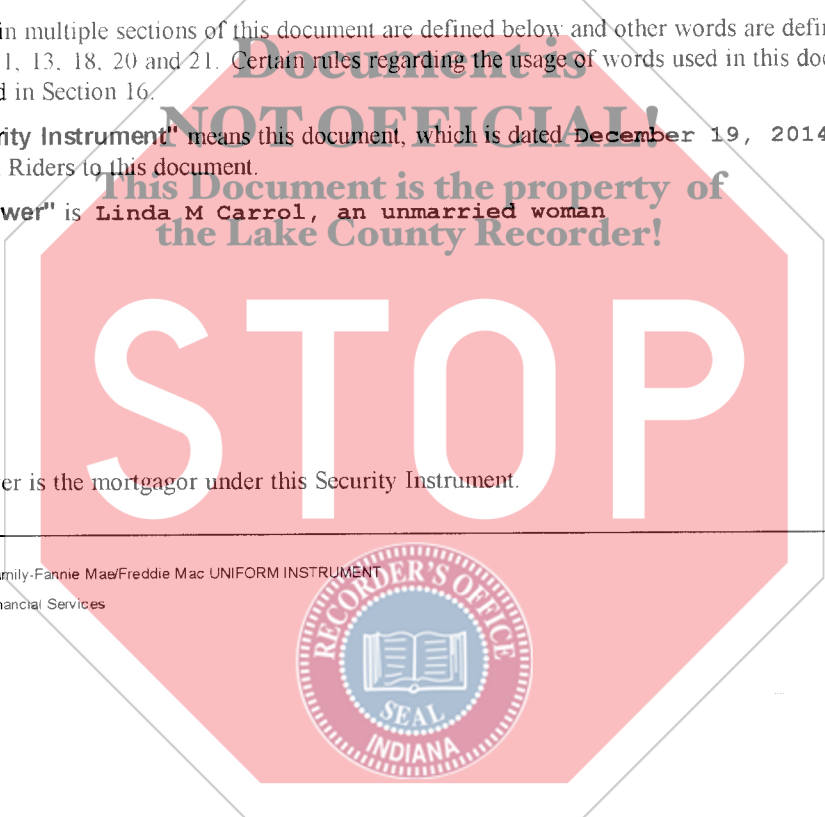 in multiple sections of this document are defined below and other words are defin
1, 13, 18, 20 and 21. Certain rules regarding the usage of words used in this doc
d in Section 16.
Document is
NOT OFFICIAL!
This Document is the property of
the Lake County Recorder!
rity Instrument" means this document, which is dated December 19, 2014
Riders to this document.
wer" is Linda M Carrol, an unmarried woman
STOP
er is the mortgagor under this Security Instrument.
amily-Fannie Mae/Freddie Mac UNIFORM INSTRUMENT
nancial Services
RECORDER'S OFFICE
SEAL
INDIANA